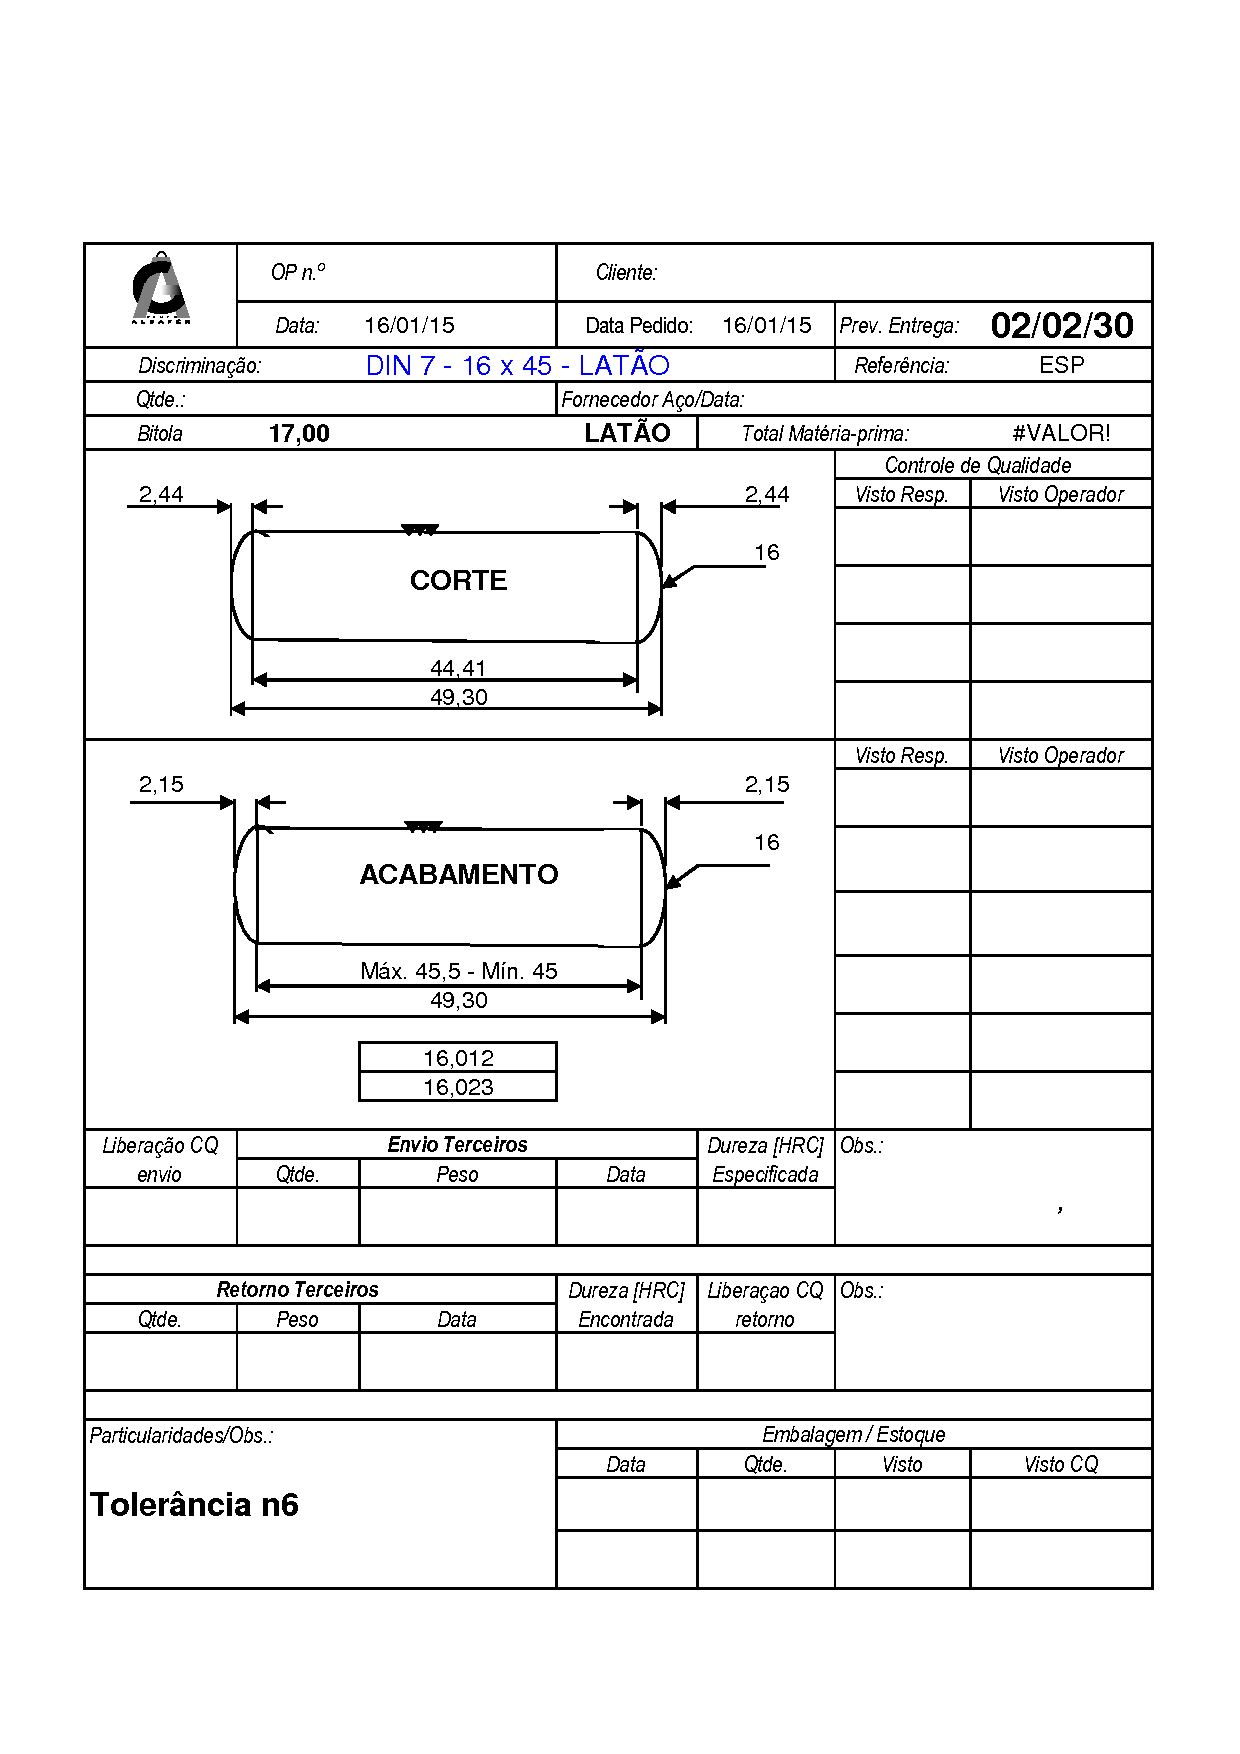 ALFAFER
OP n.º Cliente:
Data: 16/01/15 Data Pedido: 16/01/15 Prev. Entrega: 02/02/30
Discriminação: DIN 7 - 16 x 45 - LATÃO Referência: ESP
Qtde.: Fornecedor Aço/Data:
Bitola 17,00 LATÃO Total Matéria-prima: #VALOR!
Controle de Qualidade
2,44 2,44 Visto Resp. Visto Operador
16
CORTE
44,41
49,30
Visto Resp. Visto Operador
2,15 2,15
16
ACABAMENTO
Máx. 45,5 - Mín. 45
49,30
16,012
16,023
Liberação CQ Envio Terceiros Dureza [HRC] Obs.:
envio Qtde. Peso Data Especificada
,
Retorno Terceiros Dureza [HRC] Liberaçao CQ Obs.:
Qtde. Peso Data Encontrada retorno
Particularidades/Obs.: Embalagem / Estoque
Data Qtde. Visto Visto CQ
Tolerância n6